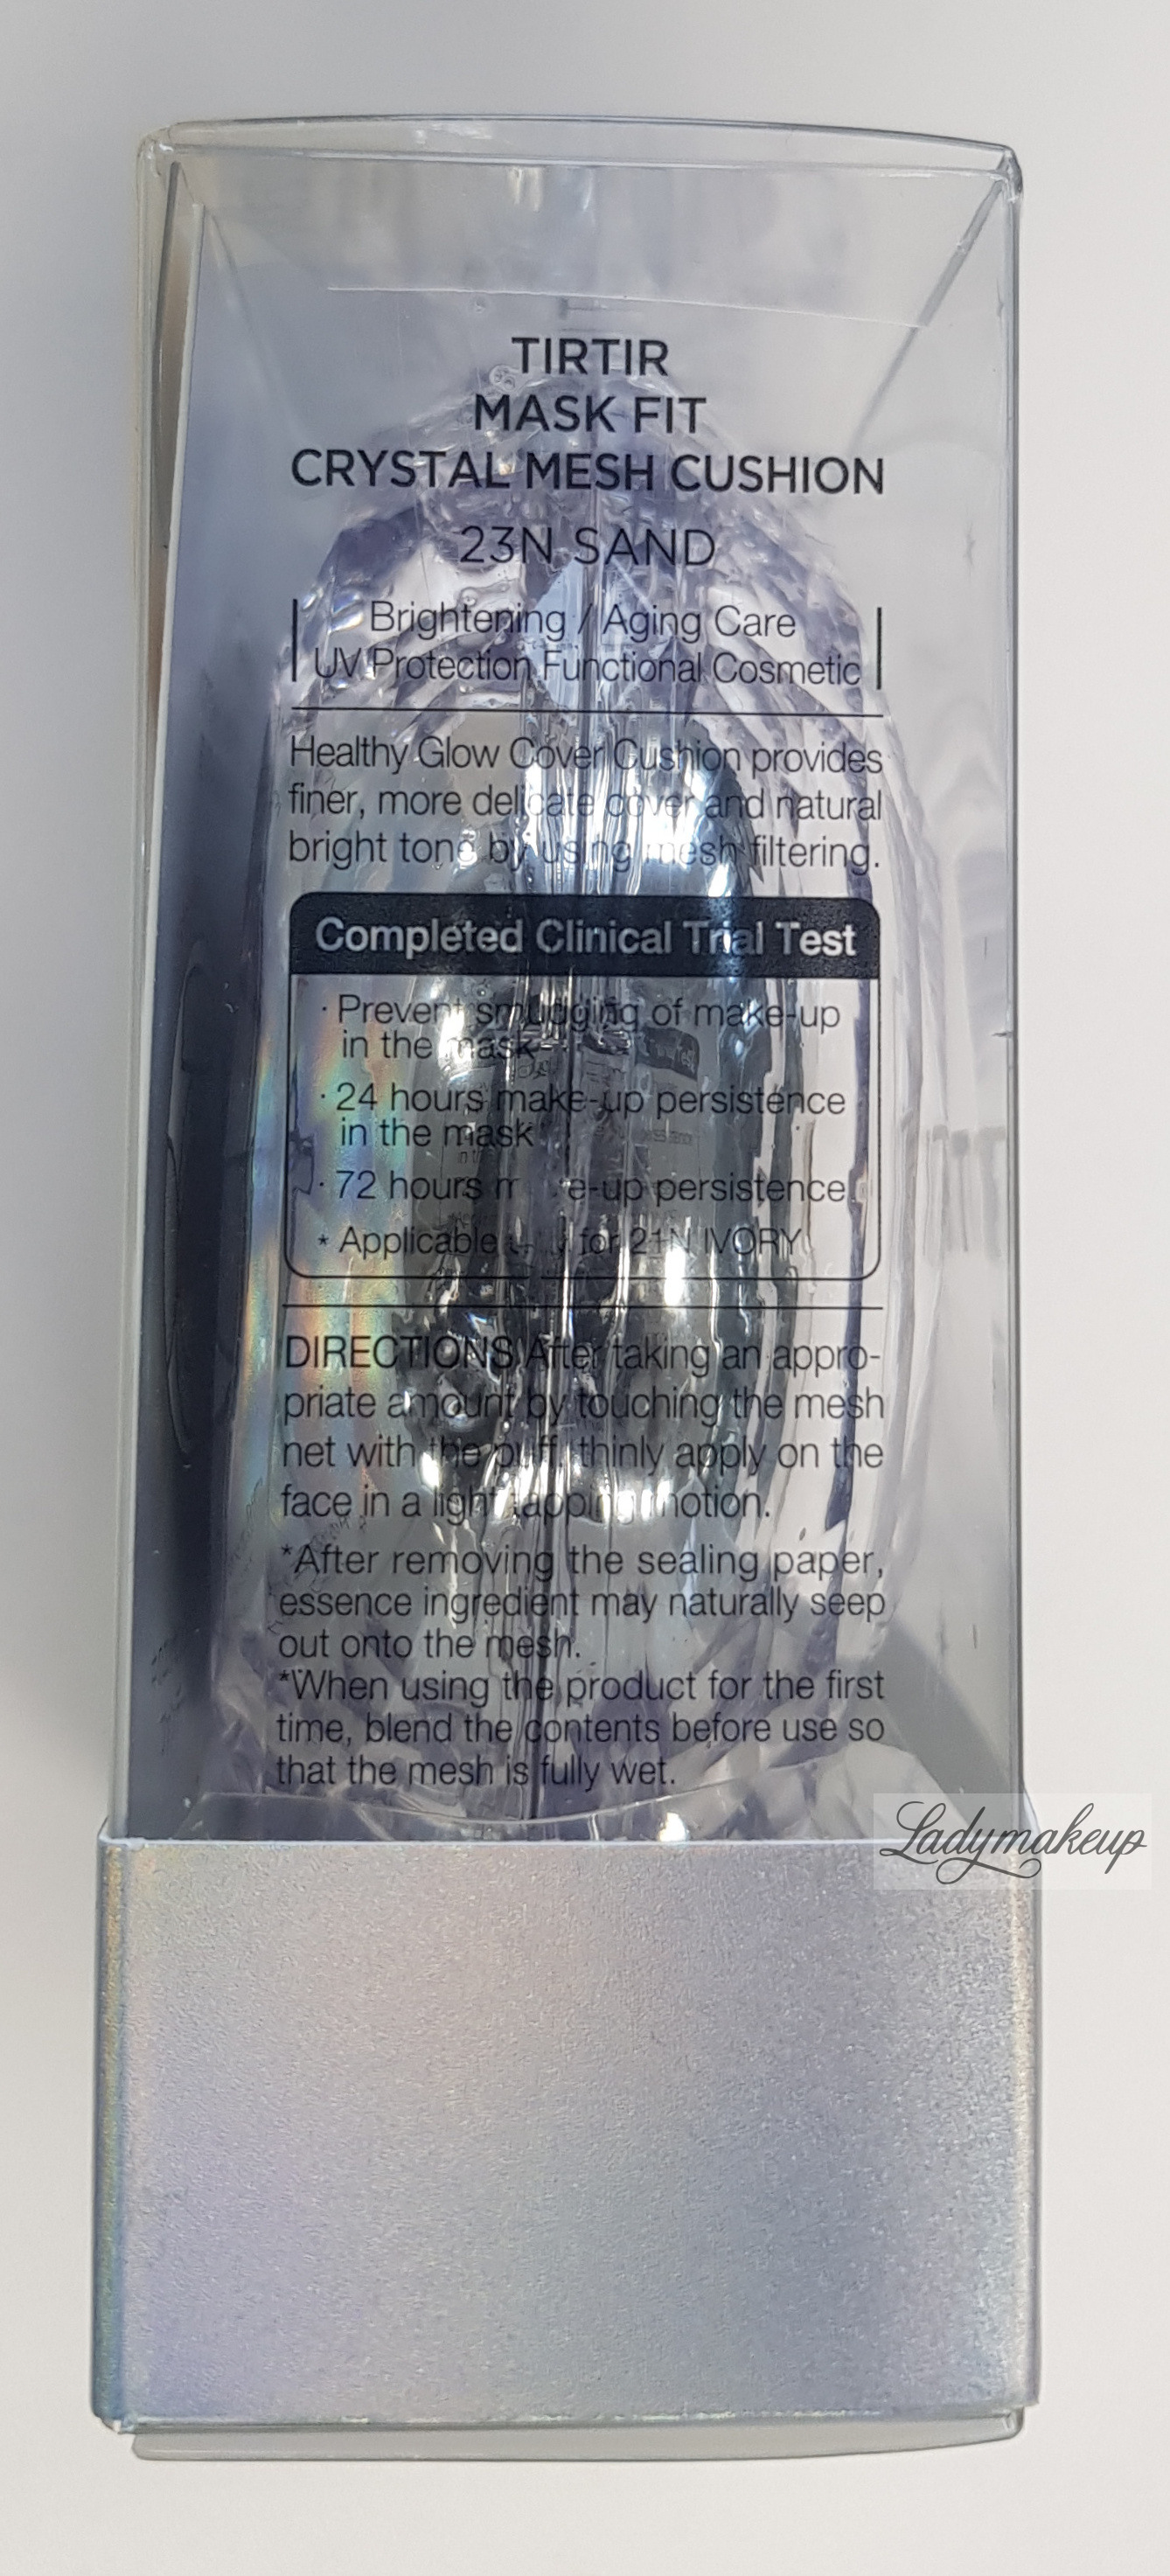 TIRTIR
MASK FIT
CRYSTAL MESH CUSHION
23N SAND
Brightening / Aging Care
UV Protection Functional Cosmetic
Healthy Glow Cover Cushion provides
finer, more delicate cover and natural
bright tone by using mesh filtering.
Completed Clinical Trial Test
· Prevent smudging of make-up
in the mask
· 24 hours make-up persistence
in the mask
· 72 hours make-up persistence
* Applicable for 21N IVORY
DIRECTIONS After taking an appro-
priate amount by touching the mesh
net with the puff, thinly apply on the
face in a light tapping motion.
*After removing the sealing paper,
essence ingredient may naturally seep
out onto the mesh.
*When using the product for the first
time, blend the contents before use so
that the mesh is fully wet.
Ladymakeup